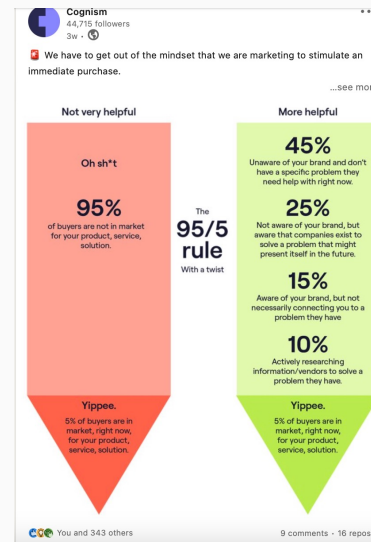 Cognism
44,715 followers
3w •
🚨 We have to get out of the mindset that we are marketing to stimulate an
immediate purchase.
...see mor
Not very helpful
Oh sh*t
95%
of buyers are not in market
for your product, service,
solution.
Yippee.
5% of buyers are in
market, right now,
for your product,
service, solution.
The
95/5
rule
With a twist
More helpful
45%
Unaware of your brand and don't
have a specific problem they
need help with right now.
25%
Not aware of your brand, but
aware that companies exist to
solve a problem that might
present itself in the future.
15%
Aware of your brand, but not
necessarily connecting you to a
problem they have
10%
Actively researching
information/vendors to solve a
problem they have.
Yippee.
5% of buyers are in
market, right now,
for your product,
service, solution.
You and 343 others
9 comments • 16 repos